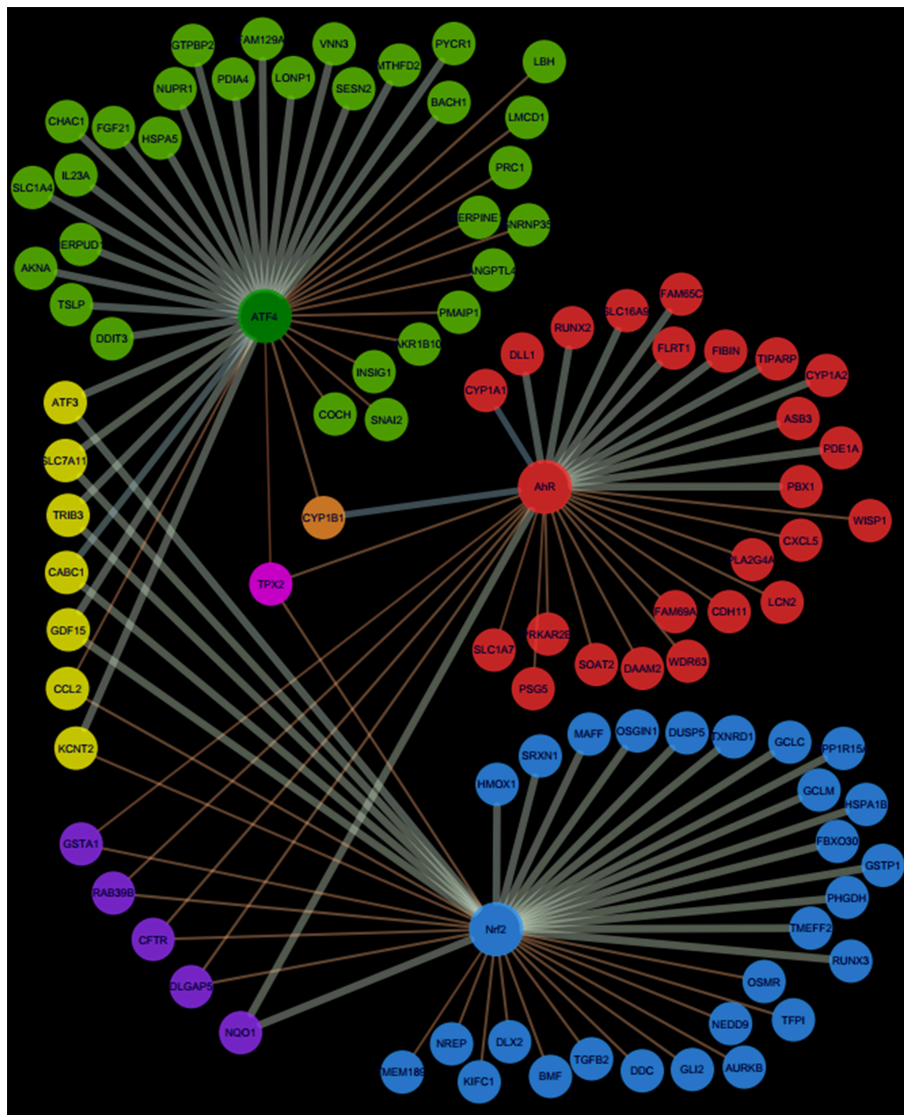 GTPBP2
FAM129A
VNN3
PYCR1
LBH
PDIA4
LONP1
MTHFD2
NUPR1
SESN2
BACH1
CHAC1
FGF21
HSPA5
LMCD1
PRC1
SLC1A4
IL23A
ERPINE
SNRNP35
ERPUD1
AKNA
ANGPTL4
TSLP
ATF4
PMAIP1
DDIT3
AKR1B10
INSIG1
COCH
SNAI2
FAM65C
SLC16A9
RUNX2
DLL1
FLRT1
FIBIN
TIPARP
CYP1A2
CYP1A1
ASB3
PDE1A
AhR
PBX1
WISP1
CXCL5
PLA2G4A
LCN2
CDH11
FAM69A
PRKAR2B
SLC1A7
SOAT2
DAAM2
WDR63
PSG5
ATF3
SLC7A11
TRIB3
CYP1B1
CABC1
TPX2
GDF15
CCL2
KCNT2
GSTA1
RAB39B
CFTR
DLGAP5
NQO1
HMOX1
SRXN1
MAFF
OSGIN1
DUSP5
TXNRD1
GCLC
PP1R15A
GCLM
HSPA1B
FBXO30
GSTP1
PHGDH
Nrf2
TMEFF2
RUNX3
OSMR
TFPI
NEDD9
AURKB
GLI2
DDC
TGFB2
BMF
DLX2
KIFC1
NREP
TMEM189